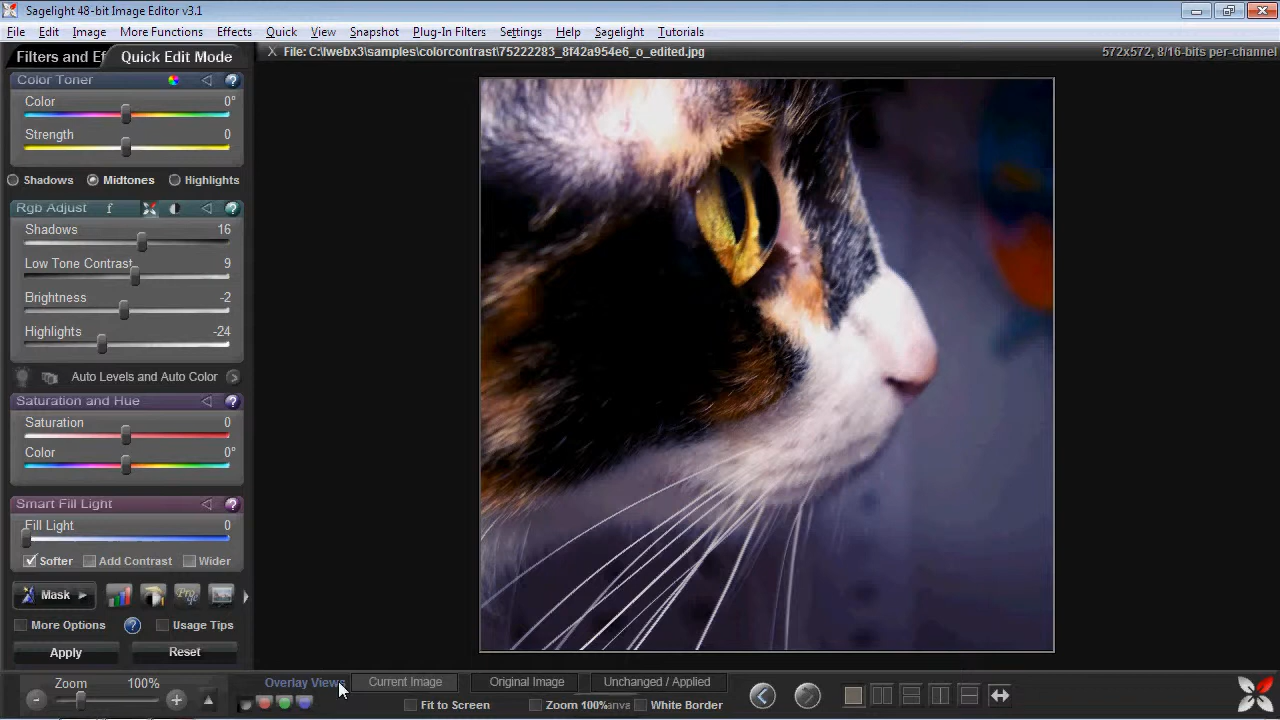 Sagelight 48-bit Image Editor v3.1
File Edit Image More Functions Effects Quick View Snapshot Plug-In Filters Settings Sagelight Help Tutorials
Filters and Ef Quick Edit Mode
X File: C:\webx3\samples\colorcontrast\75222283_8f42a954e6_o_edited.jpg
572x572, 8/16-bits per-channel
Color Toner ?
Color 0°
Strength 0
Shadows Midtones Highlights
Rgb Adjust f ?
Shadows 16
Low Tone Contrast 9
Brightness -2
Highlights -24
Auto Levels and Auto Color >
Saturation and Hue ?
Saturation 0
Color 0°
Smart Fill Light ?
Fill Light 0
Softer Add Contrast Wider
Mask
More Options ? Usage Tips
Apply Reset
Zoom 100%
Overlay Views Current Image Original Image Unchanged / Applied
Fit to Screen Zoom 100% White Border